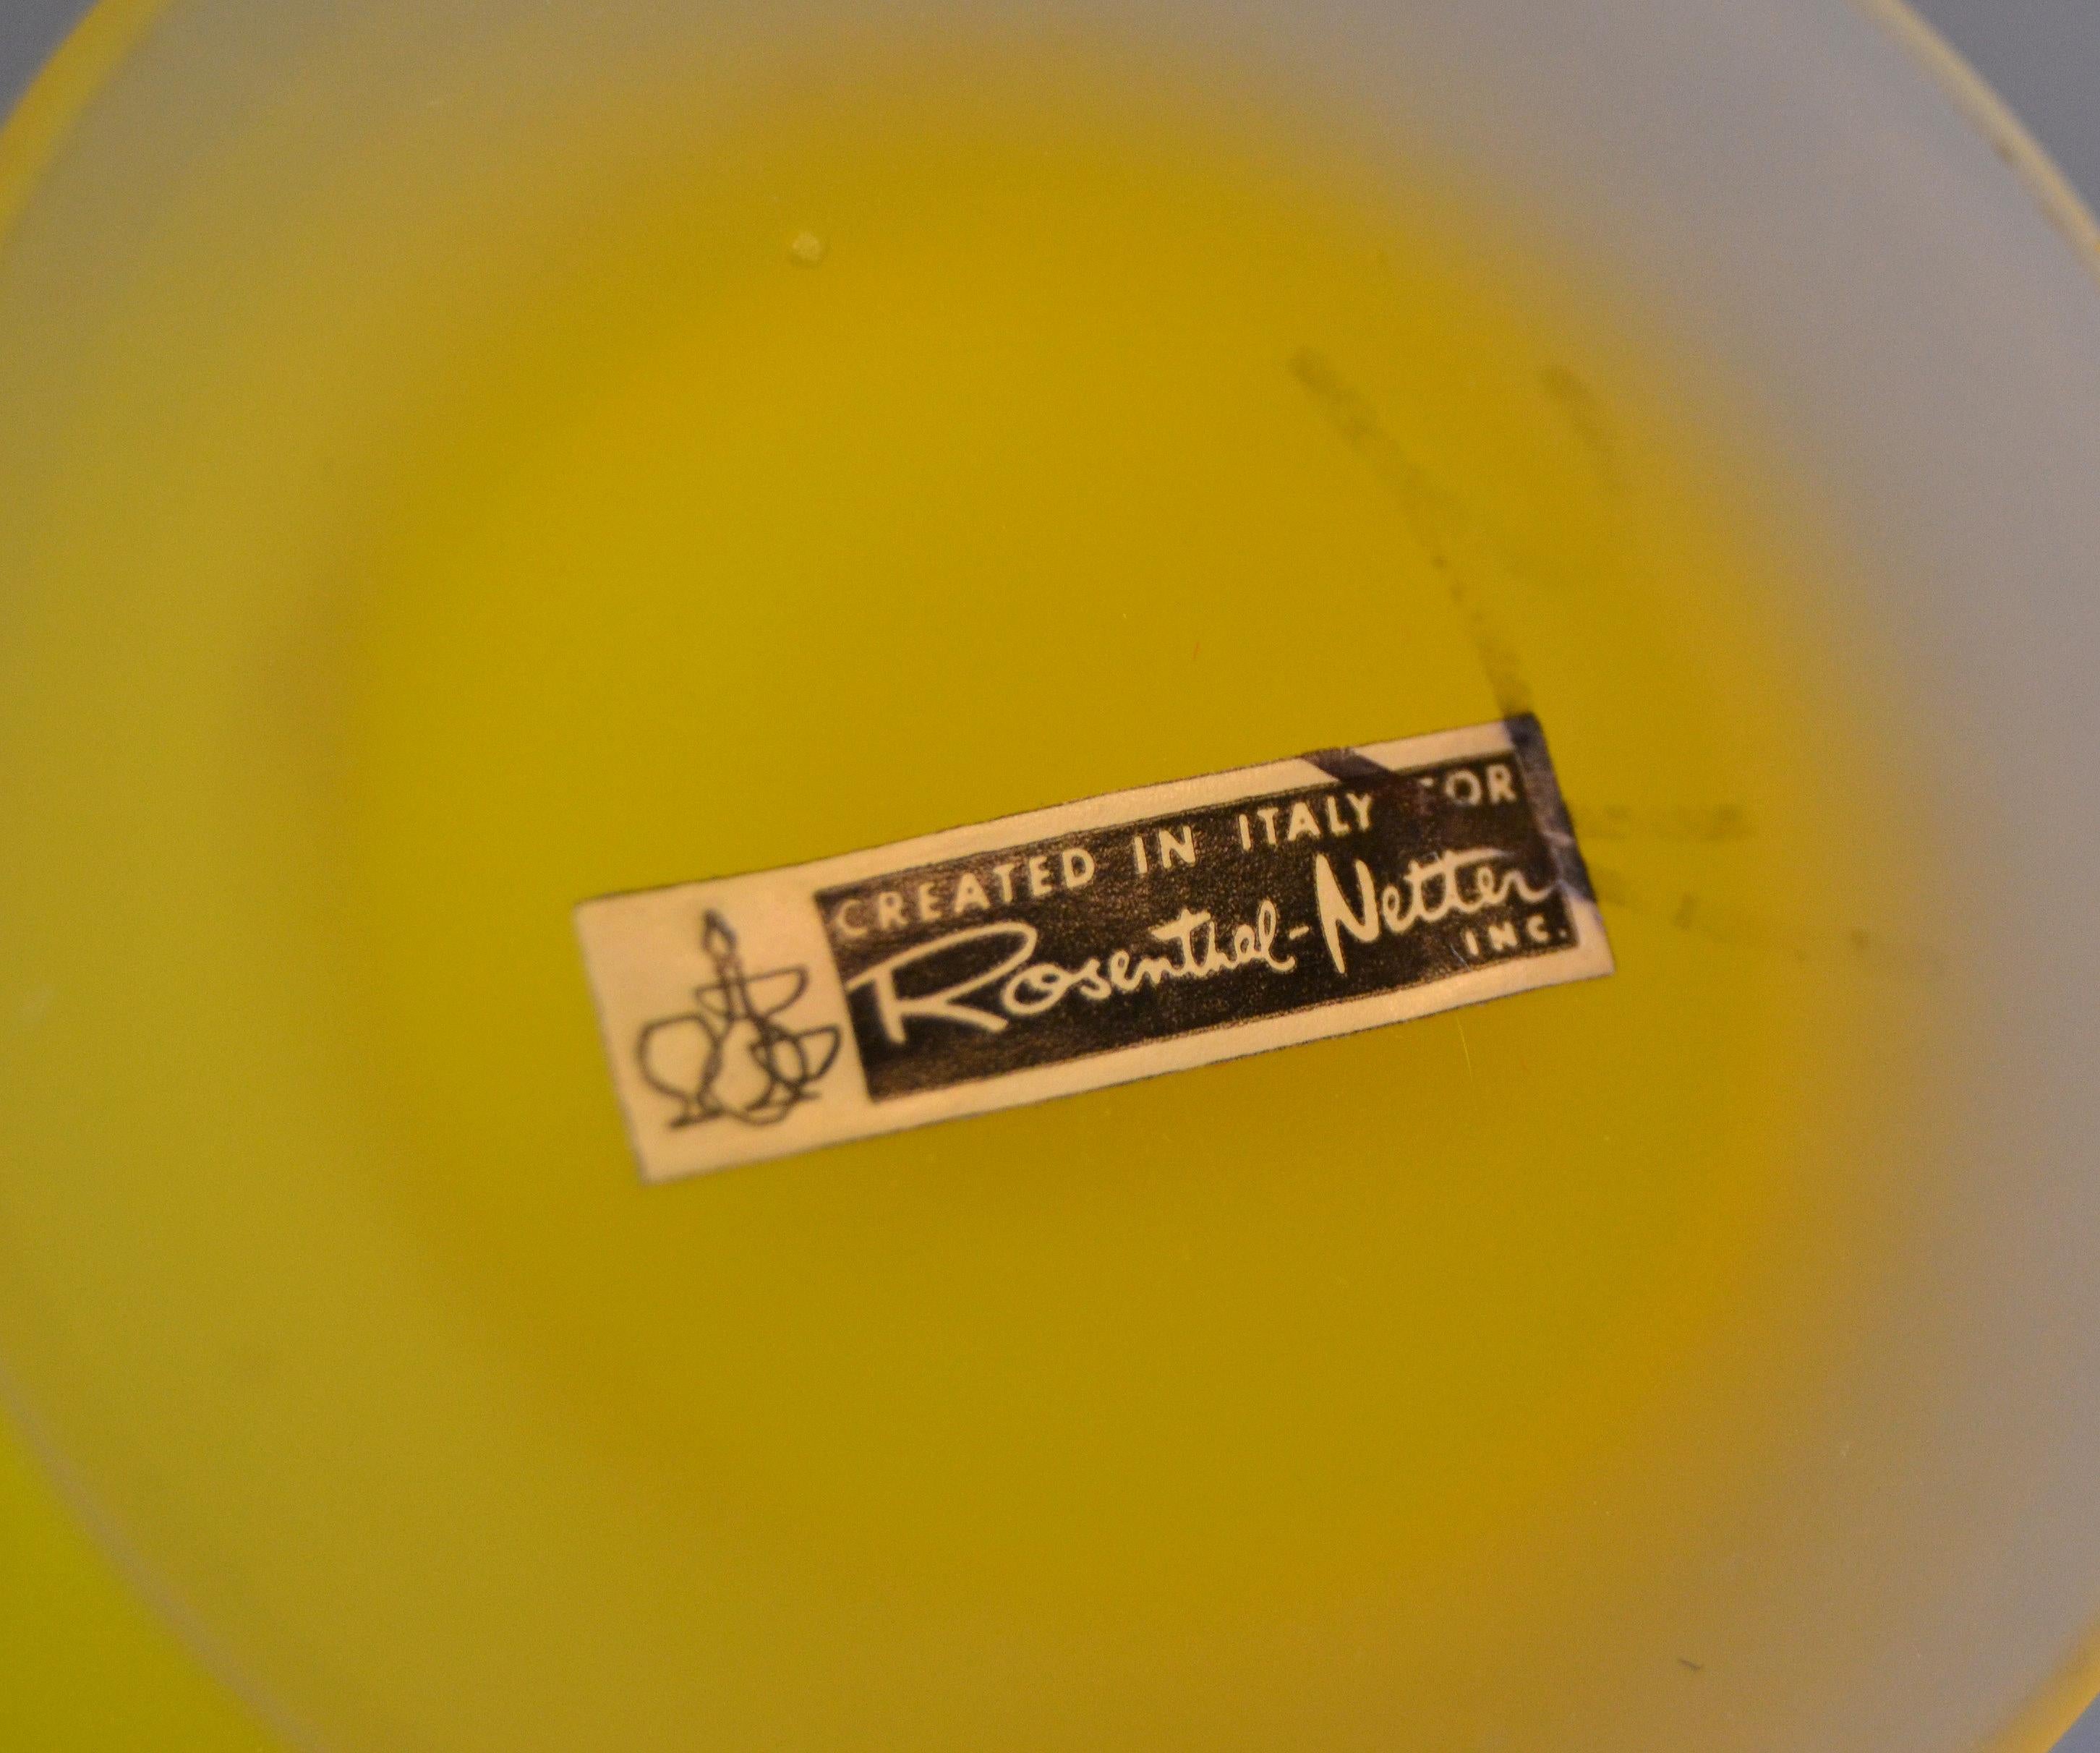 CREATED IN ITALY FOR
Rosenthal-Netter
INC.